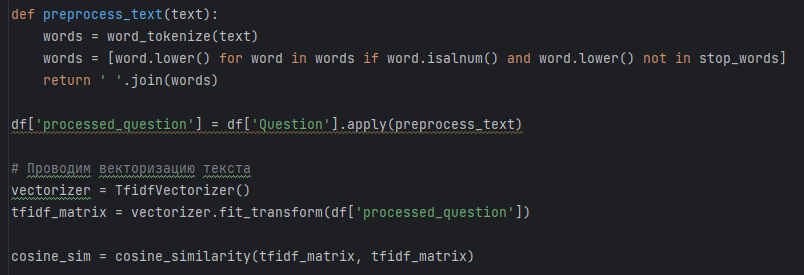 def preprocess_text(text):
    words = word_tokenize(text)
    words = [word.lower() for word in words if word.isalnum() and word.lower() not in stop_words]
    return ' '.join(words)

df['processed_question'] = df['Question'].apply(preprocess_text)

# Проводим векторизацию текста
vectorizer = TfidfVectorizer()
tfidf_matrix = vectorizer.fit_transform(df['processed_question'])

cosine_sim = cosine_similarity(tfidf_matrix, tfidf_matrix)